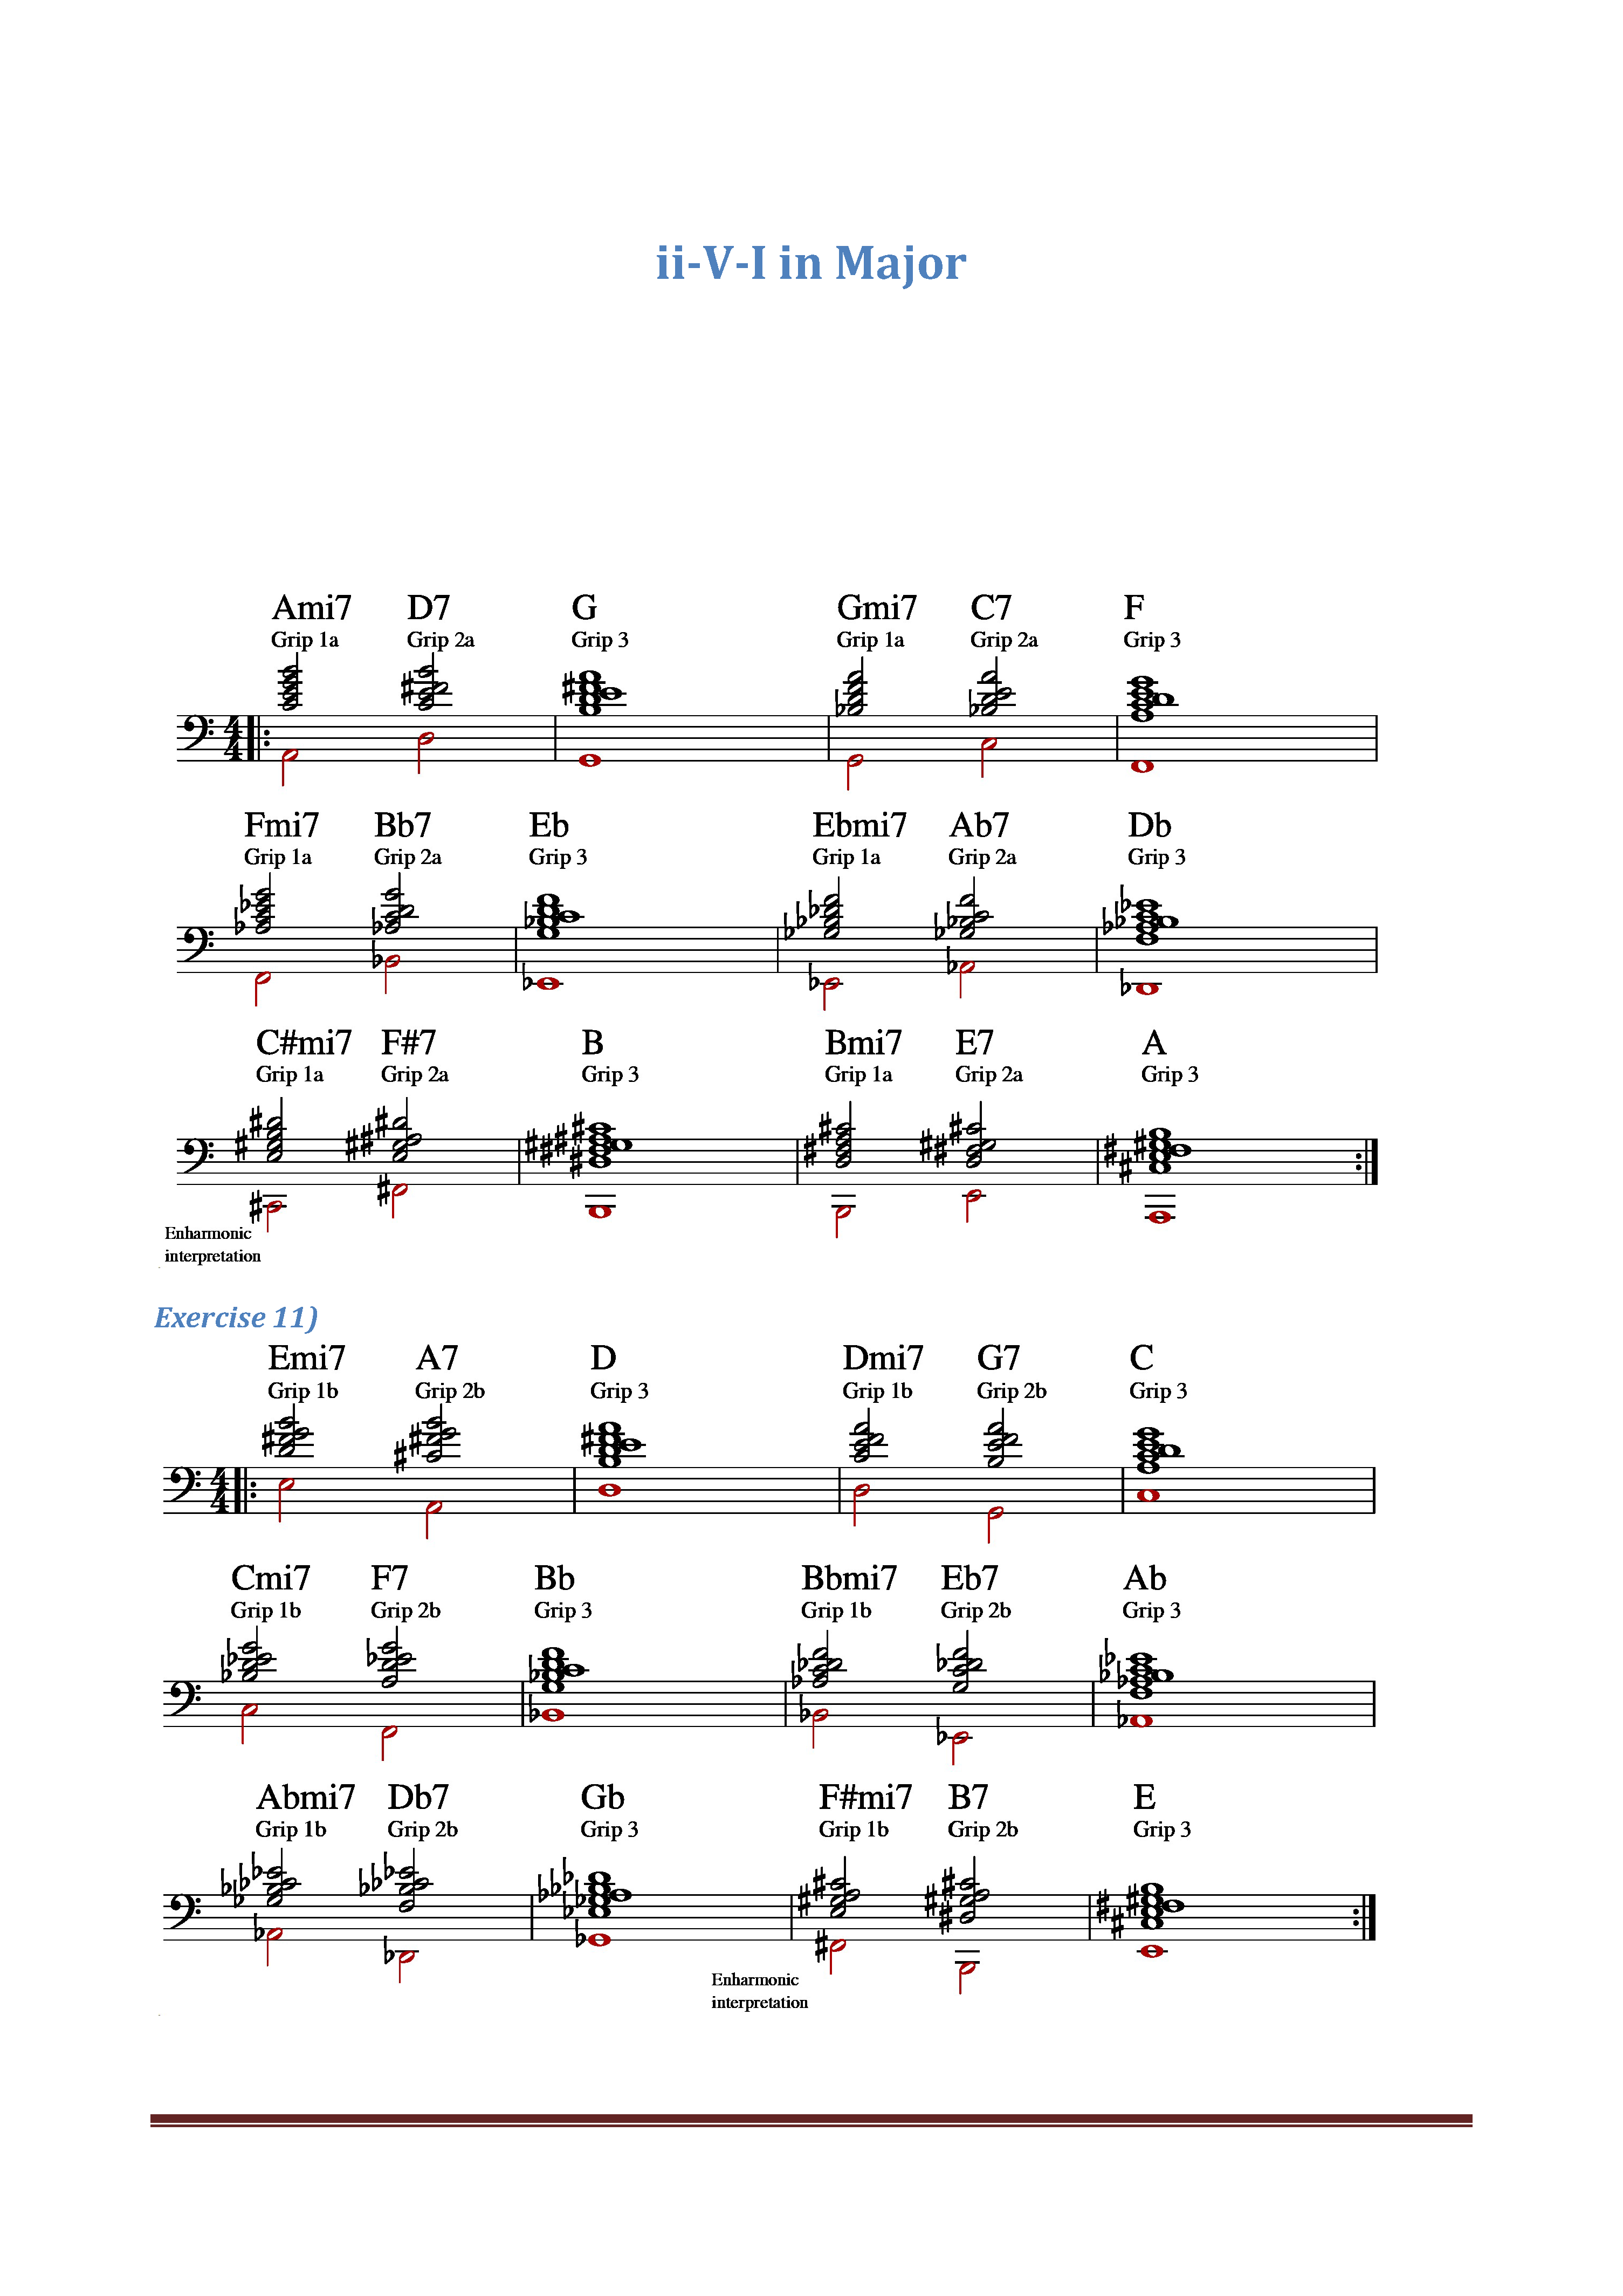 ii-V-I in Major
Ami7 D7 G Gmi7 C7 F
Grip 1a Grip 2a Grip 3 Grip 1a Grip 2a Grip 3
4
4
Fmi7 Bb7 Eb Ebmi7 Ab7 Db
Grip 1a Grip 2a Grip 3 Grip 1a Grip 2a Grip 3
C#mi7 F#7 B Bmi7 E7 A
Grip 1a Grip 2a Grip 3 Grip 1a Grip 2a Grip 3
Enharmonic
interpretation
Exercise 11)
Emi7 A7 D Dmi7 G7 C
Grip 1b Grip 2b Grip 3 Grip 1b Grip 2b Grip 3
4
4
Cmi7 F7 Bb Bbmi7 Eb7 Ab
Grip 1b Grip 2b Grip 3 Grip 1b Grip 2b Grip 3
Abmi7 Db7 Gb F#mi7 B7 E
Grip 1b Grip 2b Grip 3 Grip 1b Grip 2b Grip 3
Enharmonic
interpretation